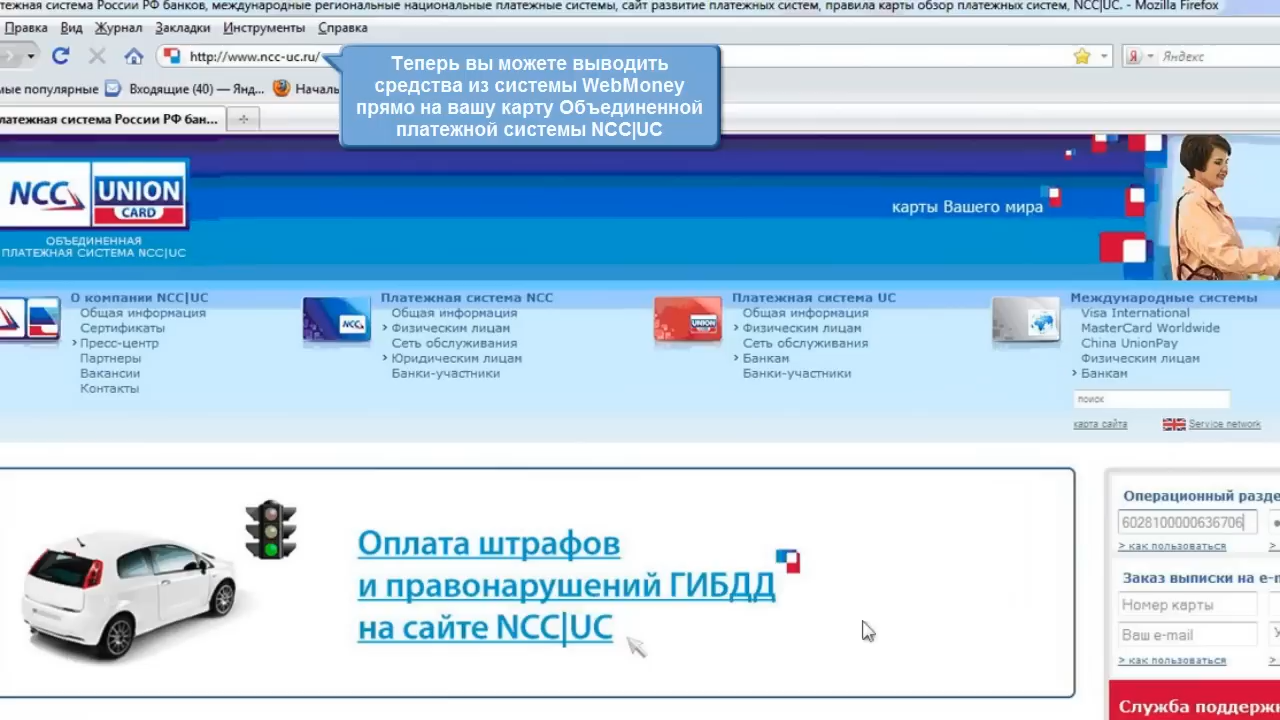 тежная система России РФ банков, международные региональные национальные платежные системы, сайт развитие платежных систем, правила карты обзор платежных систем, NCC|UC. - Mozilla Firefox
Правка Вид Журнал Закладки Инструменты Справка
http://www.ncc-uc.ru/
Яндекс
Теперь вы можете выводить
средства из системы WebMoney
прямо на вашу карту Объединенной
платежной системы NCC|UC
мые популярные Входящие (40) — Янд... Началь
латежная система России РФ бан...
NCC UNION CARD
ОБЪЕДИНЕННАЯ
ПЛАТЕЖНАЯ СИСТЕМА NCC|UC
карты Вашего мира
О компании NCC|UC
Общая информация
Сертификаты
Пресс-центр
Партнеры
Вакансии
Контакты
Платежная система NCC
Общая информация
Физическим лицам
Сеть обслуживания
Юридическим лицам
Банки-участники
Платежная система UC
Общая информация
Физическим лицам
Сеть обслуживания
Банкам
Банки-участники
Международные системы
Visa International
MasterCard Worldwide
China UnionPay
Физическим лицам
Банкам
поиск
карта сайта Service network
NCC
UNION
Оплата штрафов
и правонарушений ГИБДД
на сайте NCC|UC
Операционный разде
6028100000636706
> как пользоваться
Заказ выписки на e-m
Номер карты
Ваш e-mail
> как пользоваться
Служба поддержк